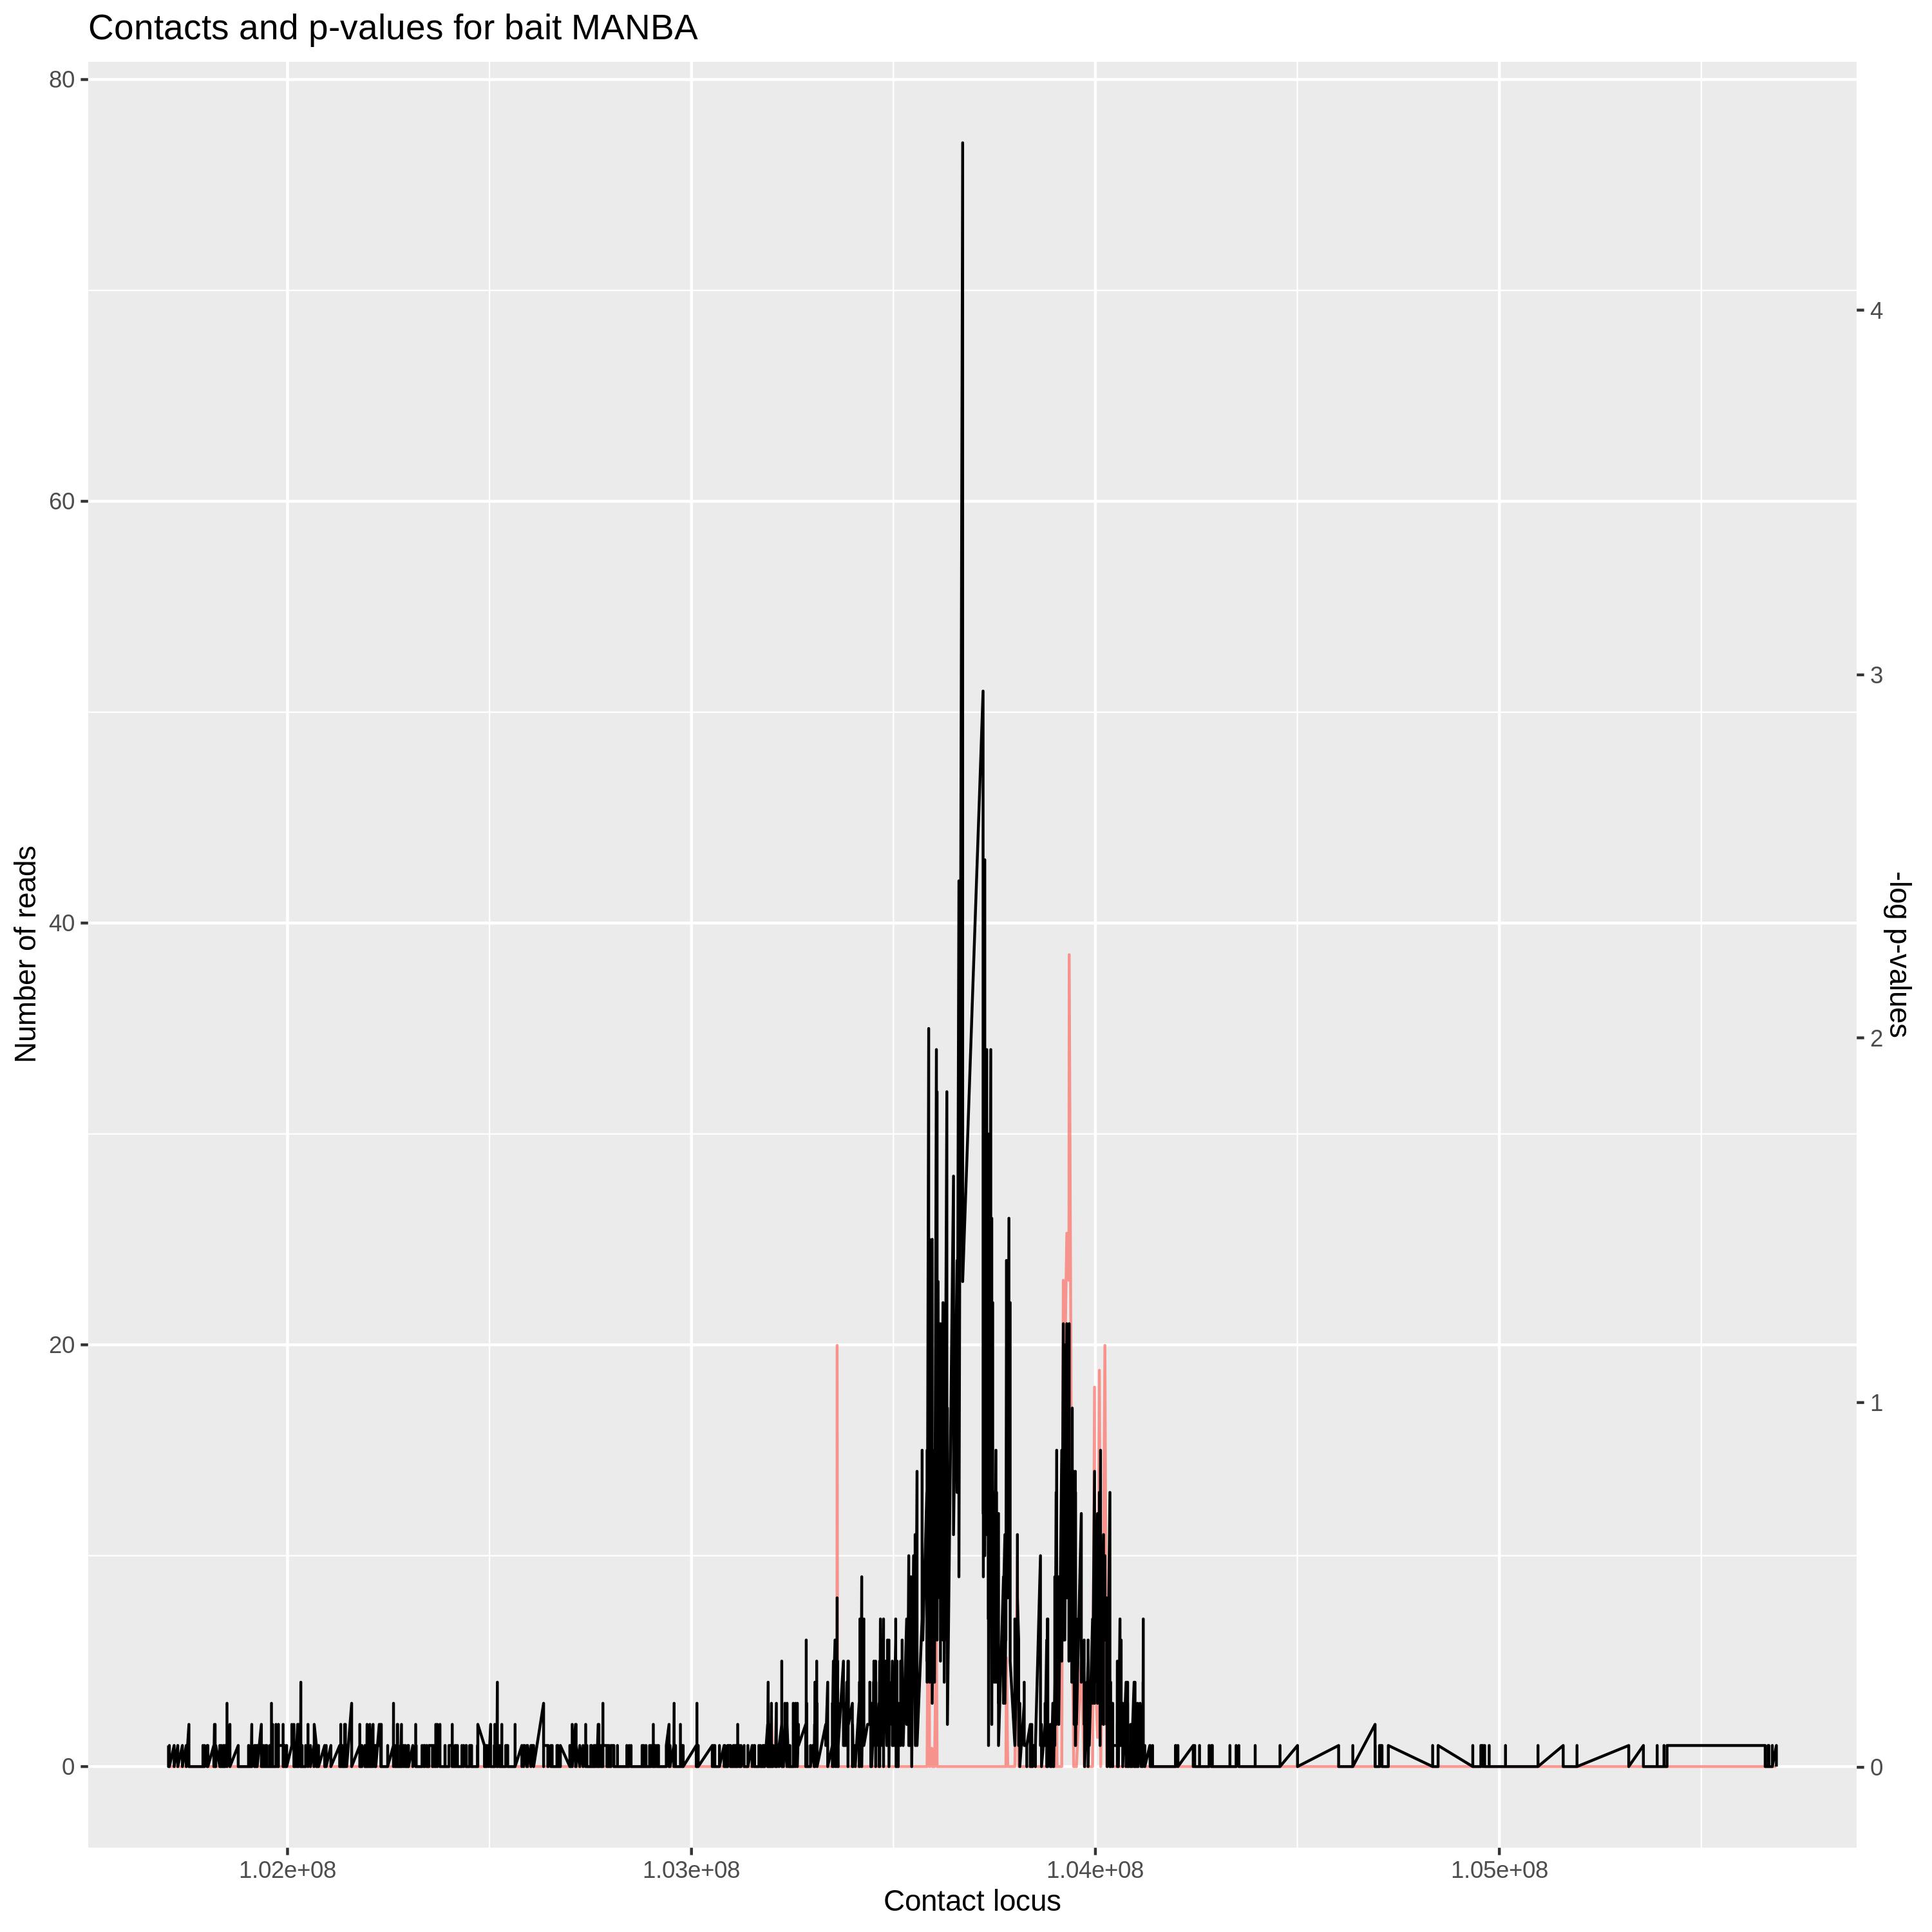 Contacts and p-values for bait MANBA
80
60
40
20
0
Number of reads
4
3
2
1
0
-log p-values
1.02e+08
1.03e+08
1.04e+08
1.05e+08
Contact locus